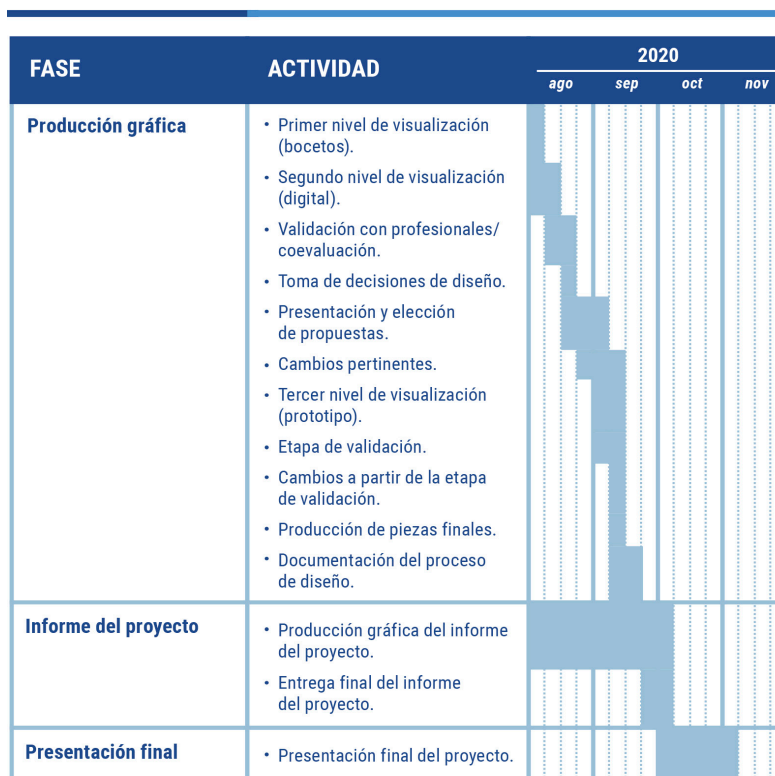 FASE
ACTIVIDAD
2020
ago sep oct nov
Producción gráfica
• Primer nivel de visualización
(bocetos).
• Segundo nivel de visualización
(digital).
• Validación con profesionales/
coevaluación.
• Toma de decisiones de diseño.
• Presentación y elección
de propuestas.
• Cambios pertinentes.
• Tercer nivel de visualización
(prototipo).
• Etapa de validación.
• Cambios a partir de la etapa
de validación.
• Producción de piezas finales.
• Documentación del proceso
de diseño.
Informe del proyecto
• Producción gráfica del informe
del proyecto.
• Entrega final del informe
del proyecto.
Presentación final
• Presentación final del proyecto.